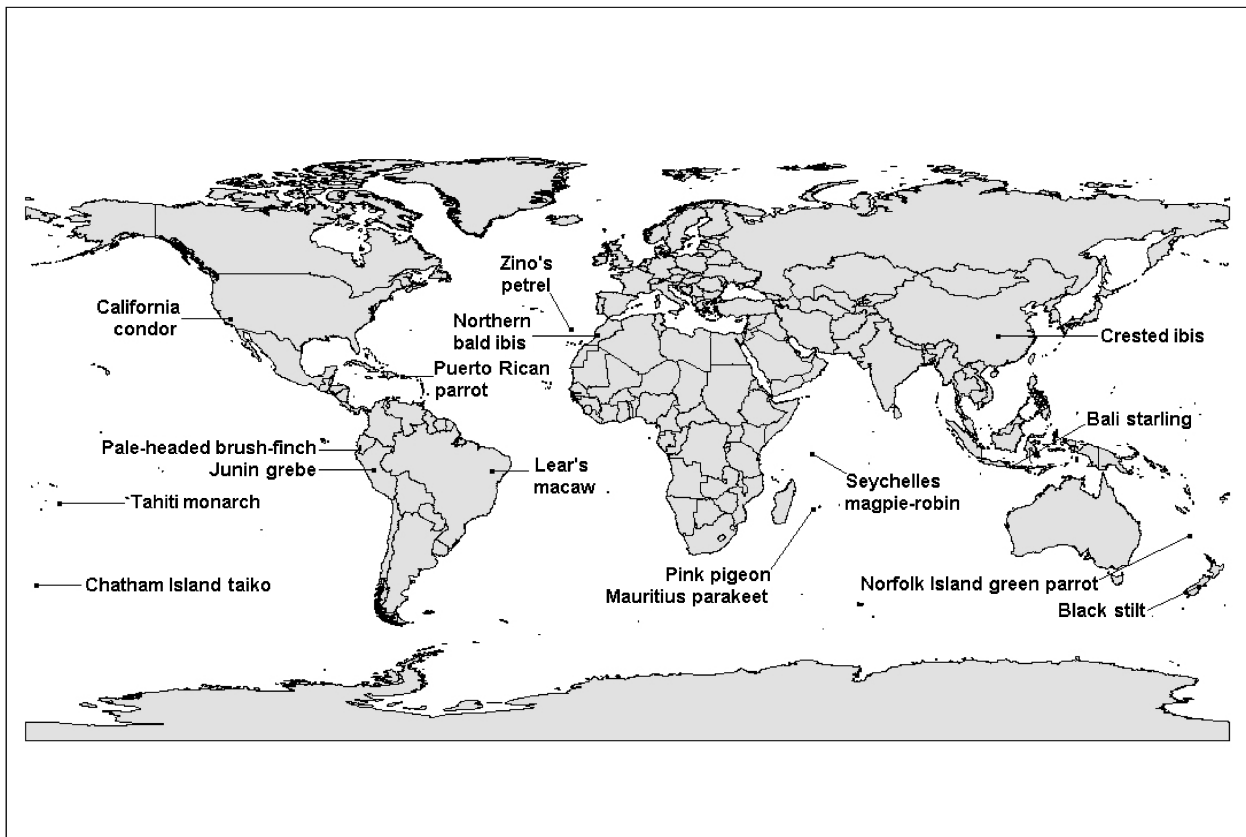 Zino's
petrel
California
condor
Northern
bald ibis
Crested ibis
Puerto Rican
parrot
Bali starling
Pale-headed brush-finch
Junin grebe
Lear's
macaw
Seychelles
magpie-robin
Tahiti monarch
Pink pigeon
Mauritius parakeet
Chatham Island taiko
Norfolk Island green parrot
Black stilt